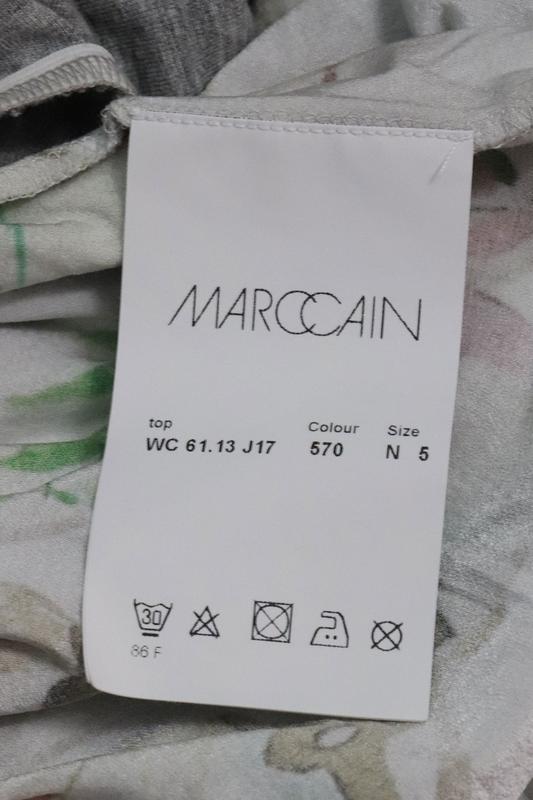 MARCCAIN
top Colour Size
WC 61.13 J17 570 N 5
30
86 F